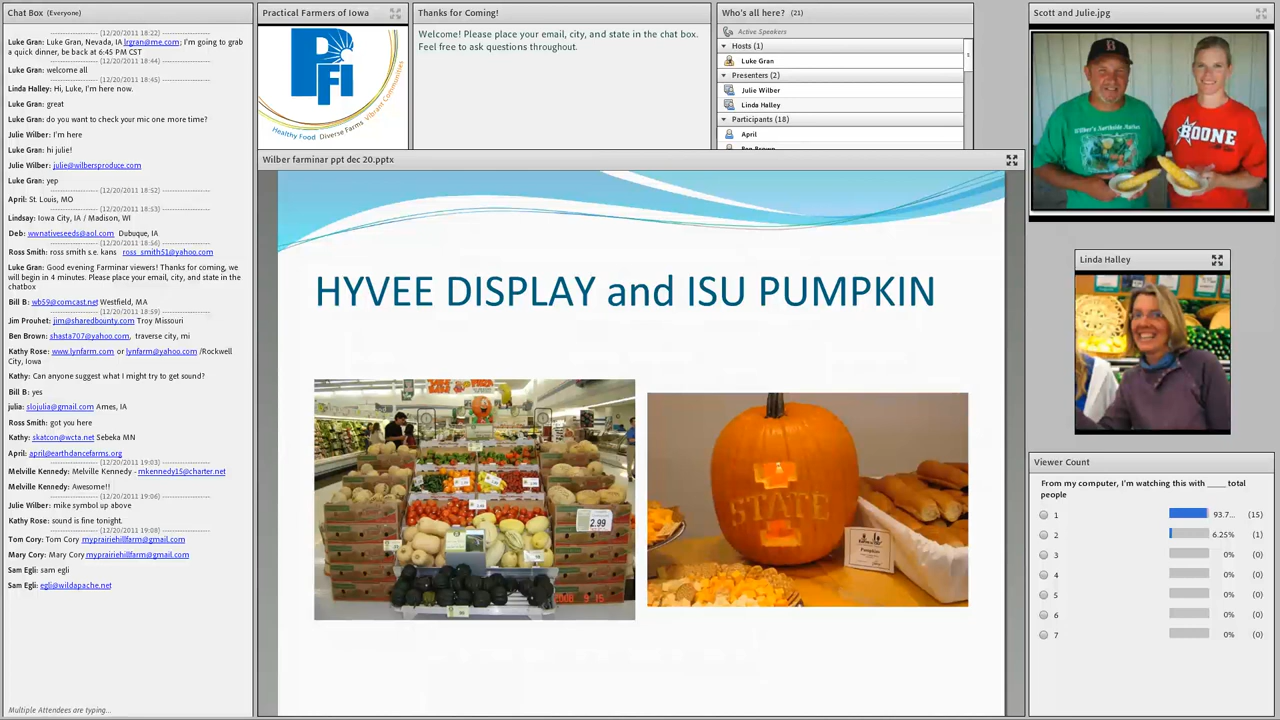 Chat Box (Everyone)
------------------ (12/20/2011 18:22) ------------------
Luke Gran: Luke Gran, Nevada, IA lrgran@me.com; I'm going to grab
a quick dinner, be back at 6:45 PM CST
------------------ (12/20/2011 18:44) ------------------
Luke Gran: welcome all
------------------ (12/20/2011 18:45) ------------------
Linda Halley: Hi, Luke, I'm here now.
Luke Gran: great
Luke Gran: do you want to check your mic one more time?
Julie Wilber: I'm here
Luke Gran: hi julie!
Julie Wilber: julie@wilbersproduce.com
Luke Gran: yep
------------------ (12/20/2011 18:52) ------------------
April: St. Louis, MO
------------------ (12/20/2011 18:53) ------------------
Lindsay: Iowa City, IA / Madison, WI
Deb: wwnativeseeds@aol.com Dubuque, IA
------------------ (12/20/2011 18:56) ------------------
Ross Smith: ross smith s.e. kans ross_smith51@yahoo.com
Luke Gran: Good evening Farminar viewers! Thanks for coming, we
will begin in 4 minutes. Please place your email, city, and state in the
chatbox
Bill B: wb59@comcast.net Westfield, MA
------------------ (12/20/2011 18:59) ------------------
Jim Prouhet: jim@sharedbounty.com Troy Missouri
Ben Brown: shasta707@yahoo.com, traverse city, mi
Kathy Rose: www.lynfarm.com or lynfarm@yahoo.com /Rockwell
City, Iowa
Kathy: Can anyone suggest what I might try to get sound?
Bill B: yes
julia: slojulia@gmail.com Ames, IA
Ross Smith: got you here
Kathy: skatcon@wcta.net Sebeka MN
April: april@earthdancefarms.org
------------------ (12/20/2011 19:03) ------------------
Melville Kennedy: Melville Kennedy - mkennedy15@charter.net
Melville Kennedy: Awesome!!
------------------ (12/20/2011 19:06) ------------------
Julie Wilber: mike symbol up above
Kathy Rose: sound is fine tonight.
------------------ (12/20/2011 19:08) ------------------
Tom Cory: Tom Cory myprairiehillfarm@gmail.com
Mary Cory: Mary Cory myprairiehillfarm@gmail.com
Sam Egli: sam egli
Sam Egli: egli@wildapache.net
Multiple Attendees are typing...
Practical Farmers of Iowa
PFI
Healthy Food Diverse Farms Vibrant Communities
Thanks for Coming!
Welcome! Please place your email, city, and state in the chat box.
Feel free to ask questions throughout.
Who's all here? (21)
Active Speakers
Hosts (1)
Luke Gran
Presenters (2)
Julie Wilber
Linda Halley
Participants (18)
April
Ben Brown
Wilber farminar ppt dec 20.pptx
HYVEE DISPLAY and ISU PUMPKIN
2.99
2008 9 15
I
STATE
Pumpkin
Scott and Julie.jpg
Wilber's Northside Market
BOONE
Linda Halley
Viewer Count
From my computer, I'm watching this with ____ total
people
1 93.7... (15)
2 6.25% (1)
3 0% (0)
4 0% (0)
5 0% (0)
6 0% (0)
7 0% (0)